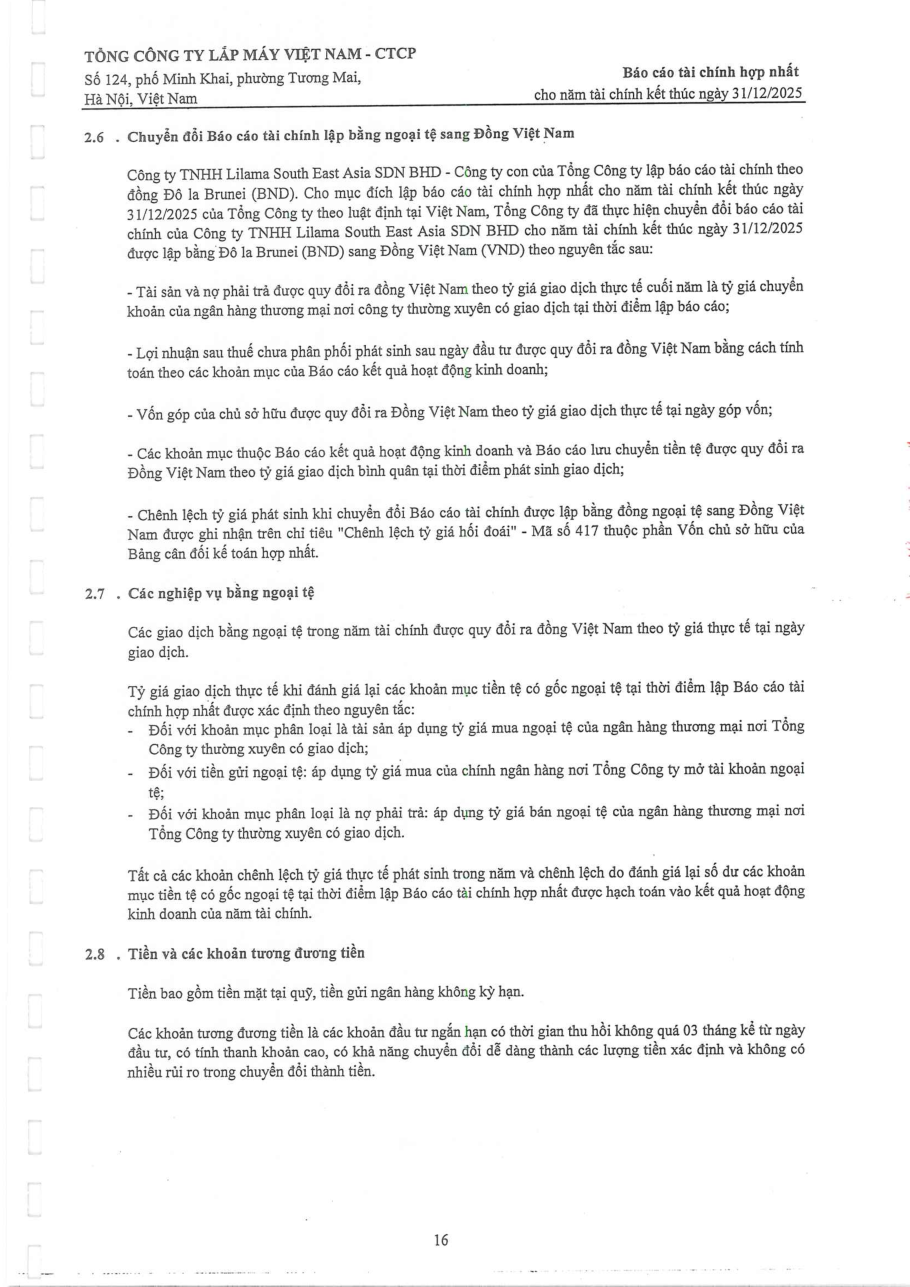 TỔNG CÔNG TY LẮP MÁY VIỆT NAM - CTCP
Số 124, phố Minh Khai, phường Tương Mai,
Hà Nội, Việt Nam
Báo cáo tài chính hợp nhất
cho năm tài chính kết thúc ngày 31/12/2025
2.6 . Chuyển đổi Báo cáo tài chính lập bằng ngoại tệ sang Đồng Việt Nam
Công ty TNHH Lilama South East Asia SDN BHD - Công ty con của Tổng Công ty lập báo cáo tài chính theo
đồng Đô la Brunei (BND). Cho mục đích lập báo cáo tài chính hợp nhất cho năm tài chính kết thúc ngày
31/12/2025 của Tổng Công ty theo luật định tại Việt Nam, Tổng Công ty đã thực hiện chuyển đổi báo cáo tài
chính của Công ty TNHH Lilama South East Asia SDN BHD cho năm tài chính kết thúc ngày 31/12/2025
được lập bằng Đô la Brunei (BND) sang Đồng Việt Nam (VND) theo nguyên tắc sau:
- Tài sản và nợ phải trả được quy đổi ra đồng Việt Nam theo tỷ giá giao dịch thực tế cuối năm là tỷ giá chuyển
khoản của ngân hàng thương mại nơi công ty thường xuyên có giao dịch tại thời điểm lập báo cáo;
- Lợi nhuận sau thuế chưa phân phối phát sinh sau ngày đầu tư được quy đổi ra đồng Việt Nam bằng cách tính
toán theo các khoản mục của Báo cáo kết quả hoạt động kinh doanh;
- Vốn góp của chủ sở hữu được quy đổi ra Đồng Việt Nam theo tỷ giá giao dịch thực tế tại ngày góp vốn;
- Các khoản mục thuộc Báo cáo kết quả hoạt động kinh doanh và Báo cáo lưu chuyển tiền tệ được quy đổi ra
Đồng Việt Nam theo tỷ giá giao dịch bình quân tại thời điểm phát sinh giao dịch;
- Chênh lệch tỷ giá phát sinh khi chuyển đổi Báo cáo tài chính được lập bằng đồng ngoại tệ sang Đồng Việt
Nam được ghi nhận trên chỉ tiêu "Chênh lệch tỷ giá hối đoái" - Mã số 417 thuộc phần Vốn chủ sở hữu của
Bảng cân đối kế toán hợp nhất.
2.7 . Các nghiệp vụ bằng ngoại tệ
Các giao dịch bằng ngoại tệ trong năm tài chính được quy đổi ra đồng Việt Nam theo tỷ giá thực tế tại ngày
giao dịch.
Tỷ giá giao dịch thực tế khi đánh giá lại các khoản mục tiền tệ có gốc ngoại tệ tại thời điểm lập Báo cáo tài
chính hợp nhất được xác định theo nguyên tắc:
- Đối với khoản mục phân loại là tài sản áp dụng tỷ giá mua ngoại tệ của ngân hàng thương mại nơi Tổng
Công ty thường xuyên có giao dịch;
- Đối với tiền gửi ngoại tệ: áp dụng tỷ giá mua của chính ngân hàng nơi Tổng Công ty mở tài khoản ngoại
tệ;
- Đối với khoản mục phân loại là nợ phải trả: áp dụng tỷ giá bán ngoại tệ của ngân hàng thương mại nơi
Tổng Công ty thường xuyên có giao dịch.
Tất cả các khoản chênh lệch tỷ giá thực tế phát sinh trong năm và chênh lệch do đánh giá lại số dư các khoản
mục tiền tệ có gốc ngoại tệ tại thời điểm lập Báo cáo tài chính hợp nhất được hạch toán vào kết quả hoạt động
kinh doanh của năm tài chính.
2.8 . Tiền và các khoản tương đương tiền
Tiền bao gồm tiền mặt tại quỹ, tiền gửi ngân hàng không kỳ hạn.
Các khoản tương đương tiền là các khoản đầu tư ngắn hạn có thời gian thu hồi không quá 03 tháng kể từ ngày
đầu tư, có tính thanh khoản cao, có khả năng chuyển đổi dễ dàng thành các lượng tiền xác định và không có
nhiều rủi ro trong chuyển đổi thành tiền.
16